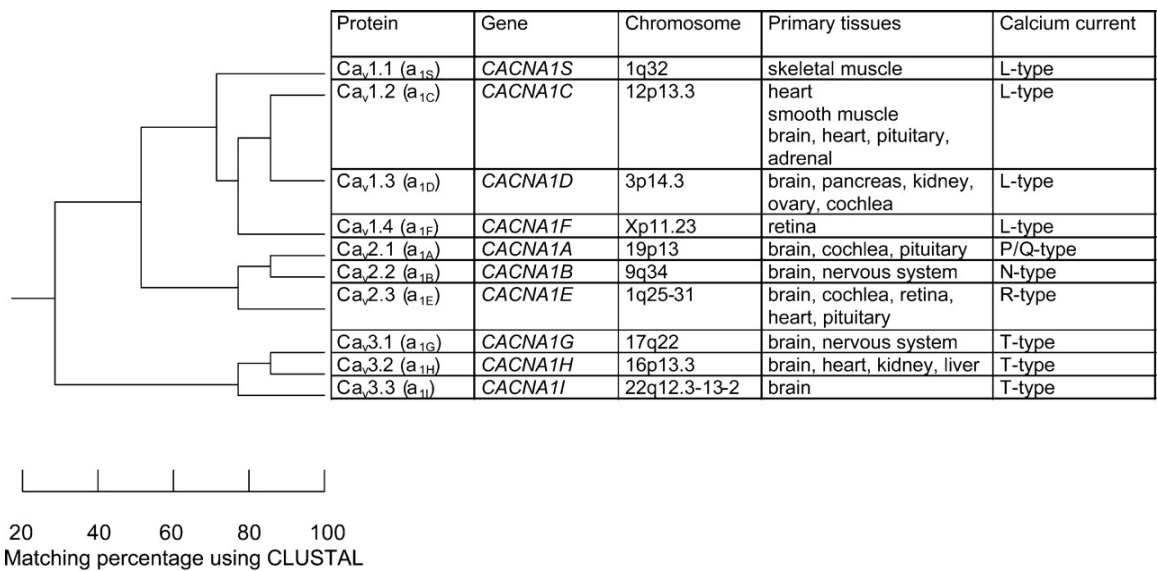 Protein Gene Chromosome Primary tissues Calcium current
Cav1.1 (a1S) CACNA1S 1q32 skeletal muscle L-type
Cav1.2 (a1C) CACNA1C 12p13.3 heart L-type
smooth muscle
brain, heart, pituitary,
adrenal
Cav1.3 (a1D) CACNA1D 3p14.3 brain, pancreas, kidney, L-type
ovary, cochlea
Cav1.4 (a1F) CACNA1F Xp11.23 retina L-type
Cav2.1 (a1A) CACNA1A 19p13 brain, cochlea, pituitary P/Q-type
Cav2.2 (a1B) CACNA1B 9q34 brain, nervous system N-type
Cav2.3 (a1E) CACNA1E 1q25-31 brain, cochlea, retina, R-type
heart, pituitary
Cav3.1 (a1G) CACNA1G 17q22 brain, nervous system T-type
Cav3.2 (a1H) CACNA1H 16p13.3 brain, heart, kidney, liver T-type
Cav3.3 (a1I) CACNA1I 22q12.3-13-2 brain T-type
20 40 60 80 100
Matching percentage using CLUSTAL